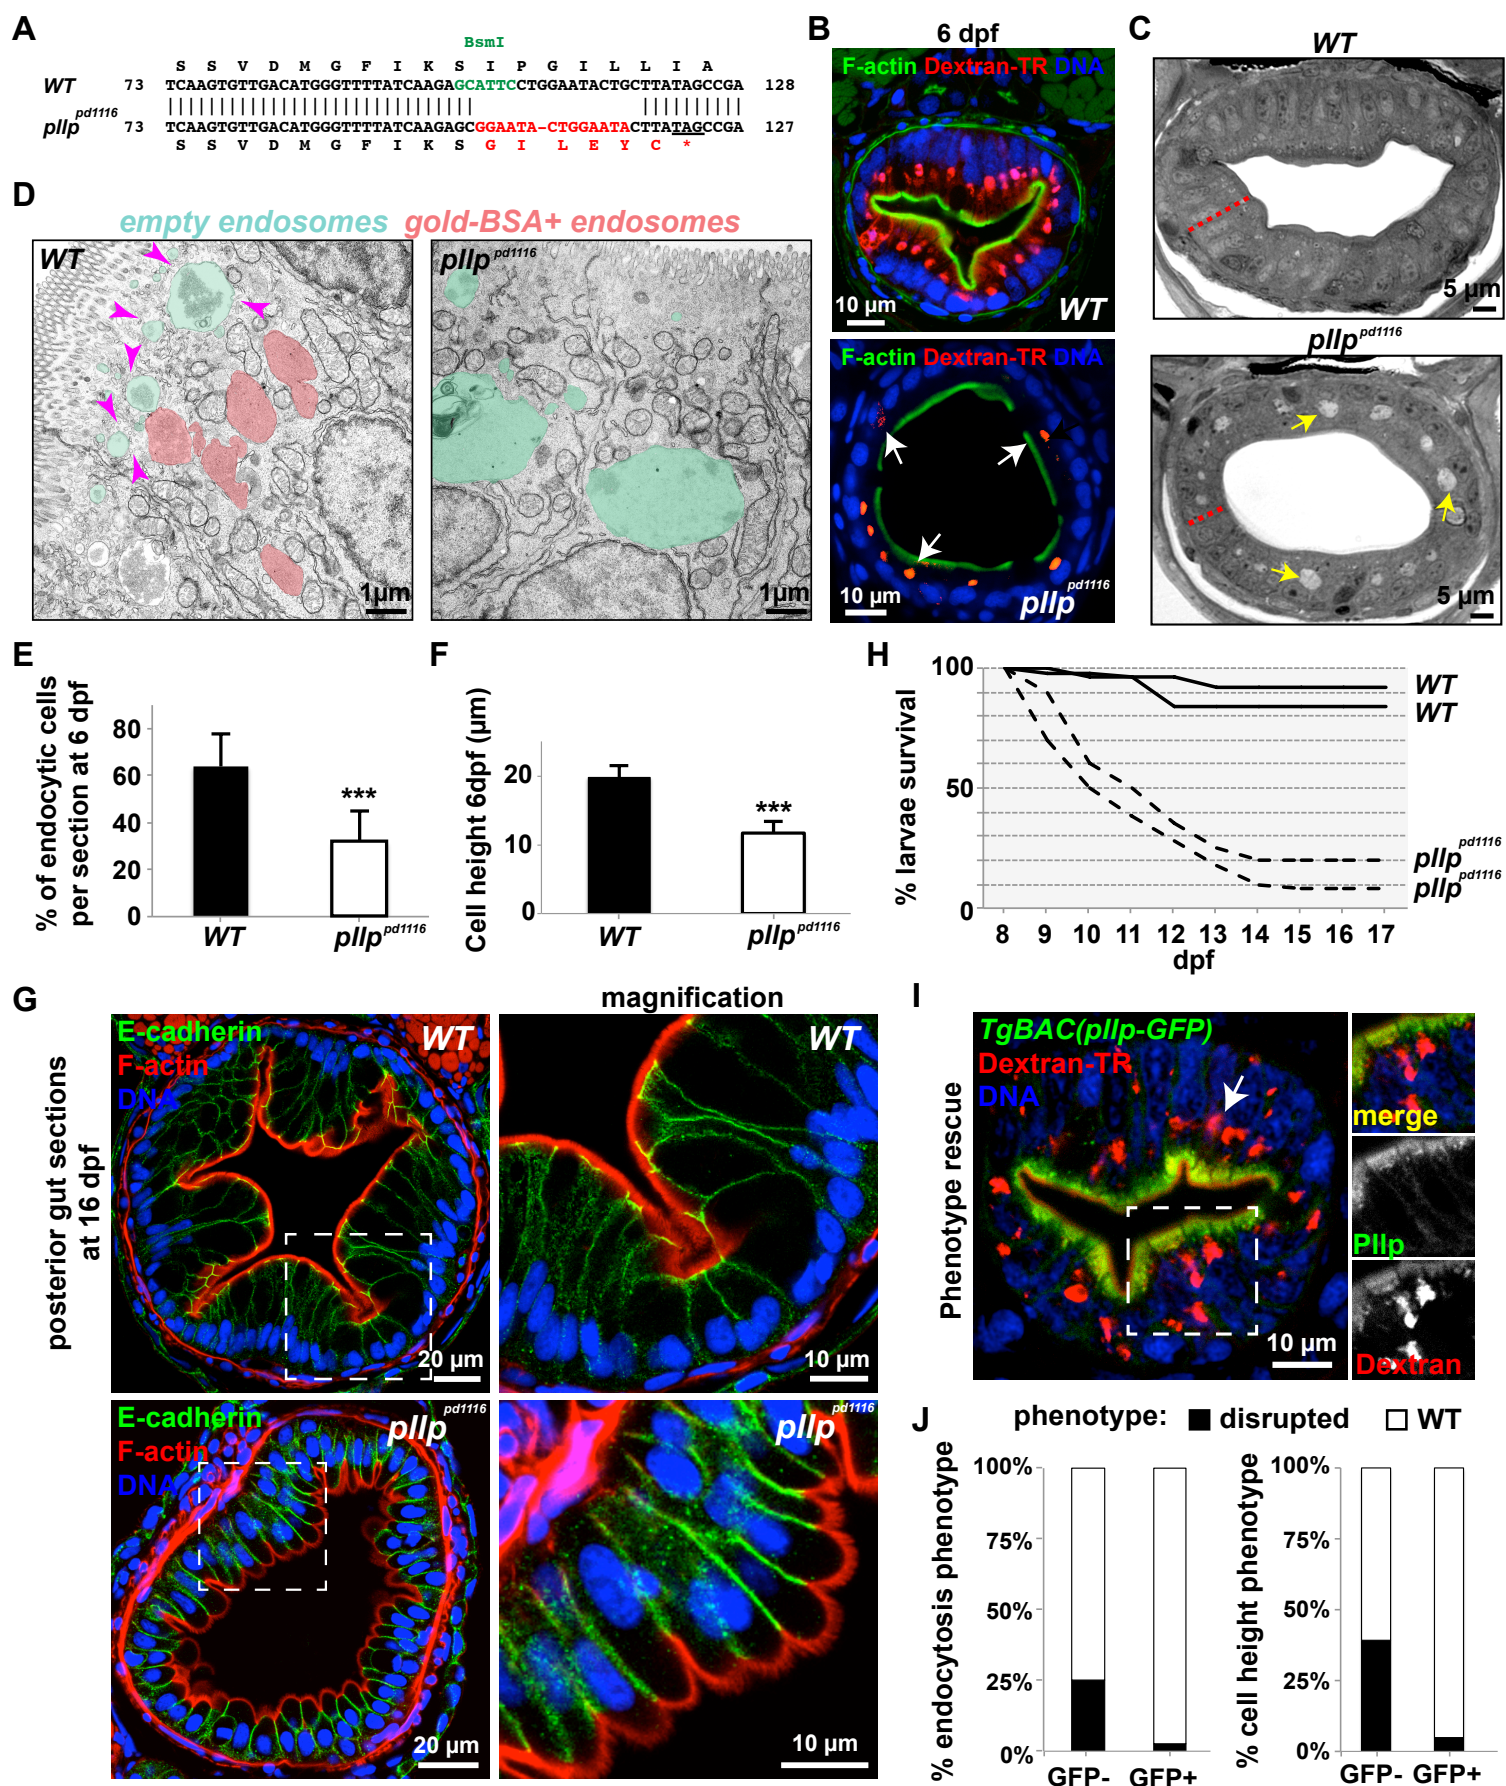 A
BsmI
S S V D M G F I K S I P G I L L I A
WT 73 TCAAGTGTTGACATGGGTTTTATCAAGAGCATTCCTGGAATACTGCTTATAGCCGA 128
pllp pd1116 73 TCAAGTGTTGACATGGGTTTTATCAAGAGCGGAATA-CTGGAATACTTATAGCCGA 127
S S V D M G F I K S G I L E Y C *
B
6 dpf
F-actin Dextran-TR DNA
10 µm
WT
F-actin Dextran-TR DNA
10 µm
pllp pd1116
C
WT
5 µm
pllp pd1116
5 µm
D
empty endosomes gold-BSA+ endosomes
WT
1µm
pllp pd1116
1µm
E
% of endocytic cells
per section at 6 dpf
80
60
40
20
0
***
WT
pllp pd1116
F
Cell height 6dpf (µm)
20
10
0
***
WT
pllp pd1116
H
% larvae survival
100
50
0
WT
WT
pllp pd1116
pllp pd1116
8 9 10 11 12 13 14 15 16 17
dpf
G
posterior gut sections
at 16 dpf
magnification
E-cadherin
F-actin
DNA
WT
20 µm
WT
10 µm
E-cadherin
F-actin
DNA
pllp pd1116
20 µm
pllp pd1116
10 µm
I
Phenotype rescue
TgBAC(pllp-GFP)
Dextran-TR
DNA
10 µm
merge
Pllp
Dextran
J
phenotype: disrupted WT
% endocytosis phenotype
100%
75%
50%
25%
0%
GFP- GFP+
% cell height phenotype
100%
75%
50%
25%
0%
GFP- GFP+